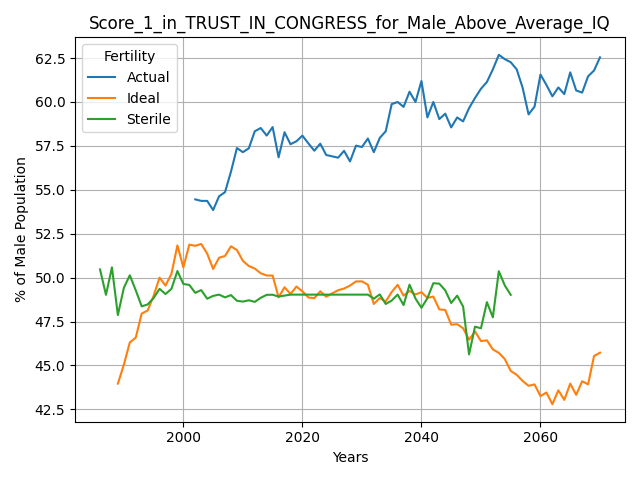 Score_1_in_TRUST_IN_CONGRESS_for_Male_Above_Average_IQ
Fertility
Actual
Ideal
Sterile
% of Male Population
62.5
60.0
57.5
55.0
52.5
50.0
47.5
45.0
42.5
2000
2020
2040
2060
Years